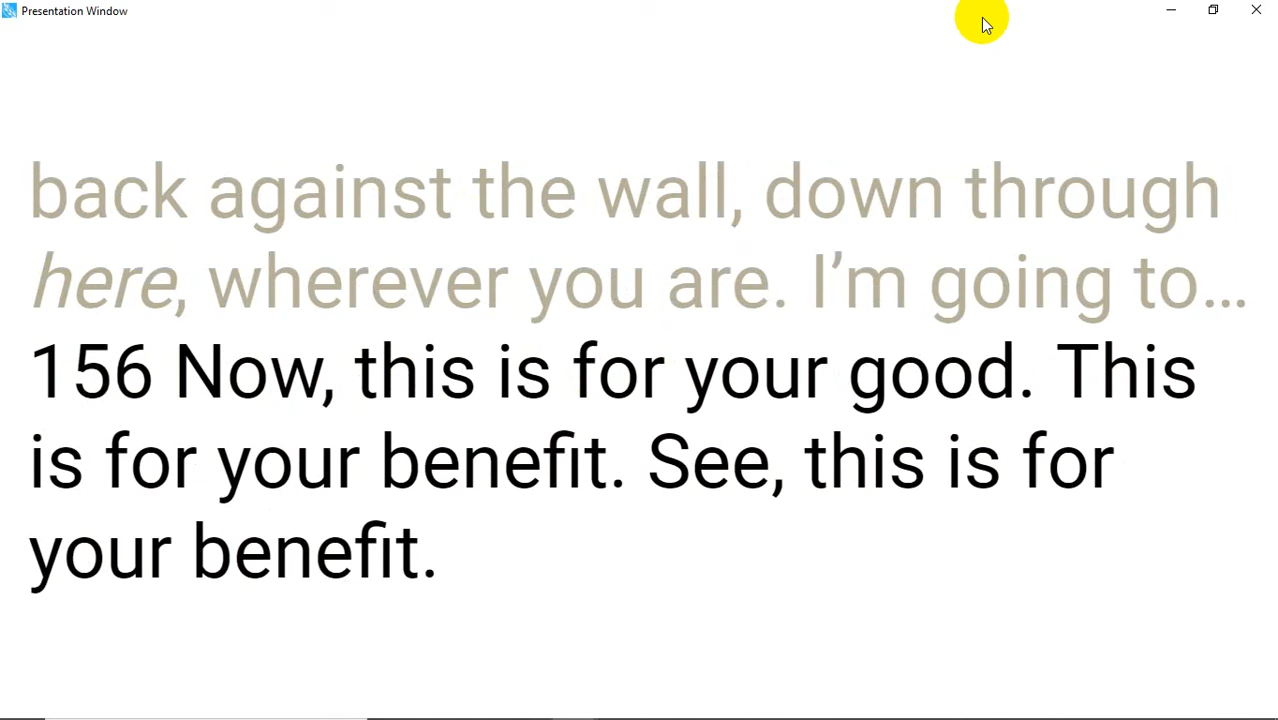 Presentation Window
back against the wall, down through
here, wherever you are. I’m going to…
156 Now, this is for your good. This
is for your benefit. See, this is for
your benefit.